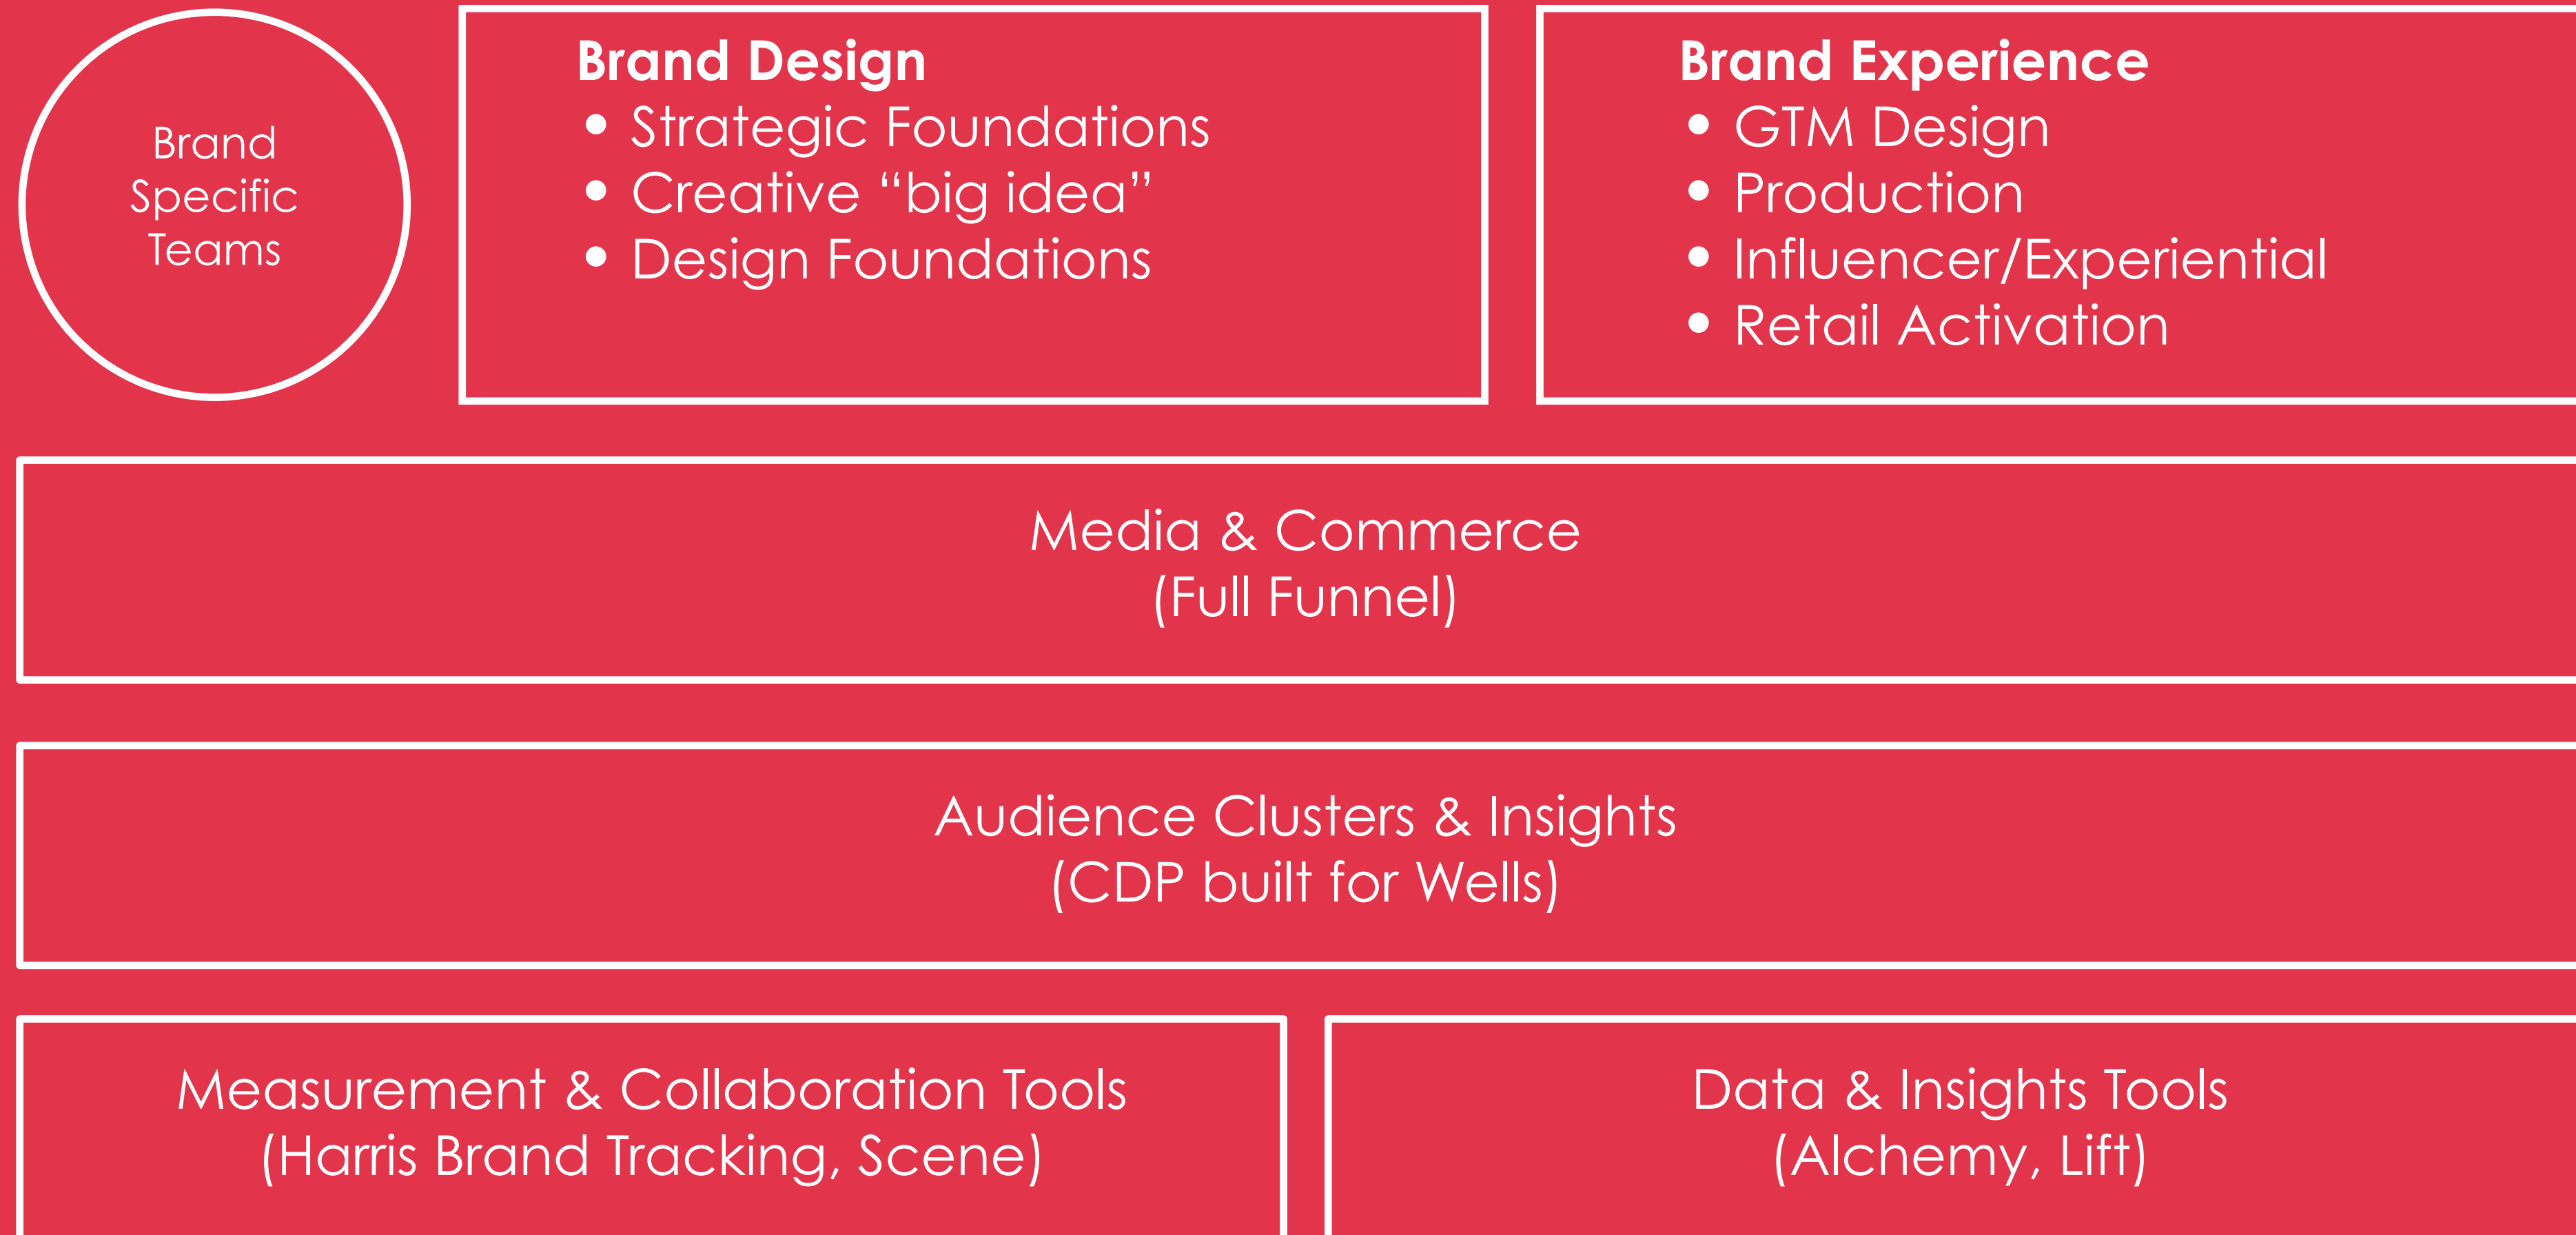 Brand
Specific
Teams
Brand Design
• Strategic Foundations
• Creative “big idea”
• Design Foundations
Brand Experience
• GTM Design
• Production
• Influencer/Experiential
• Retail Activation
Media & Commerce
(Full Funnel)
Audience Clusters & Insights
(CDP built for Wells)
Measurement & Collaboration Tools
(Harris Brand Tracking, Scene)
Data & Insights Tools
(Alchemy, Lift)